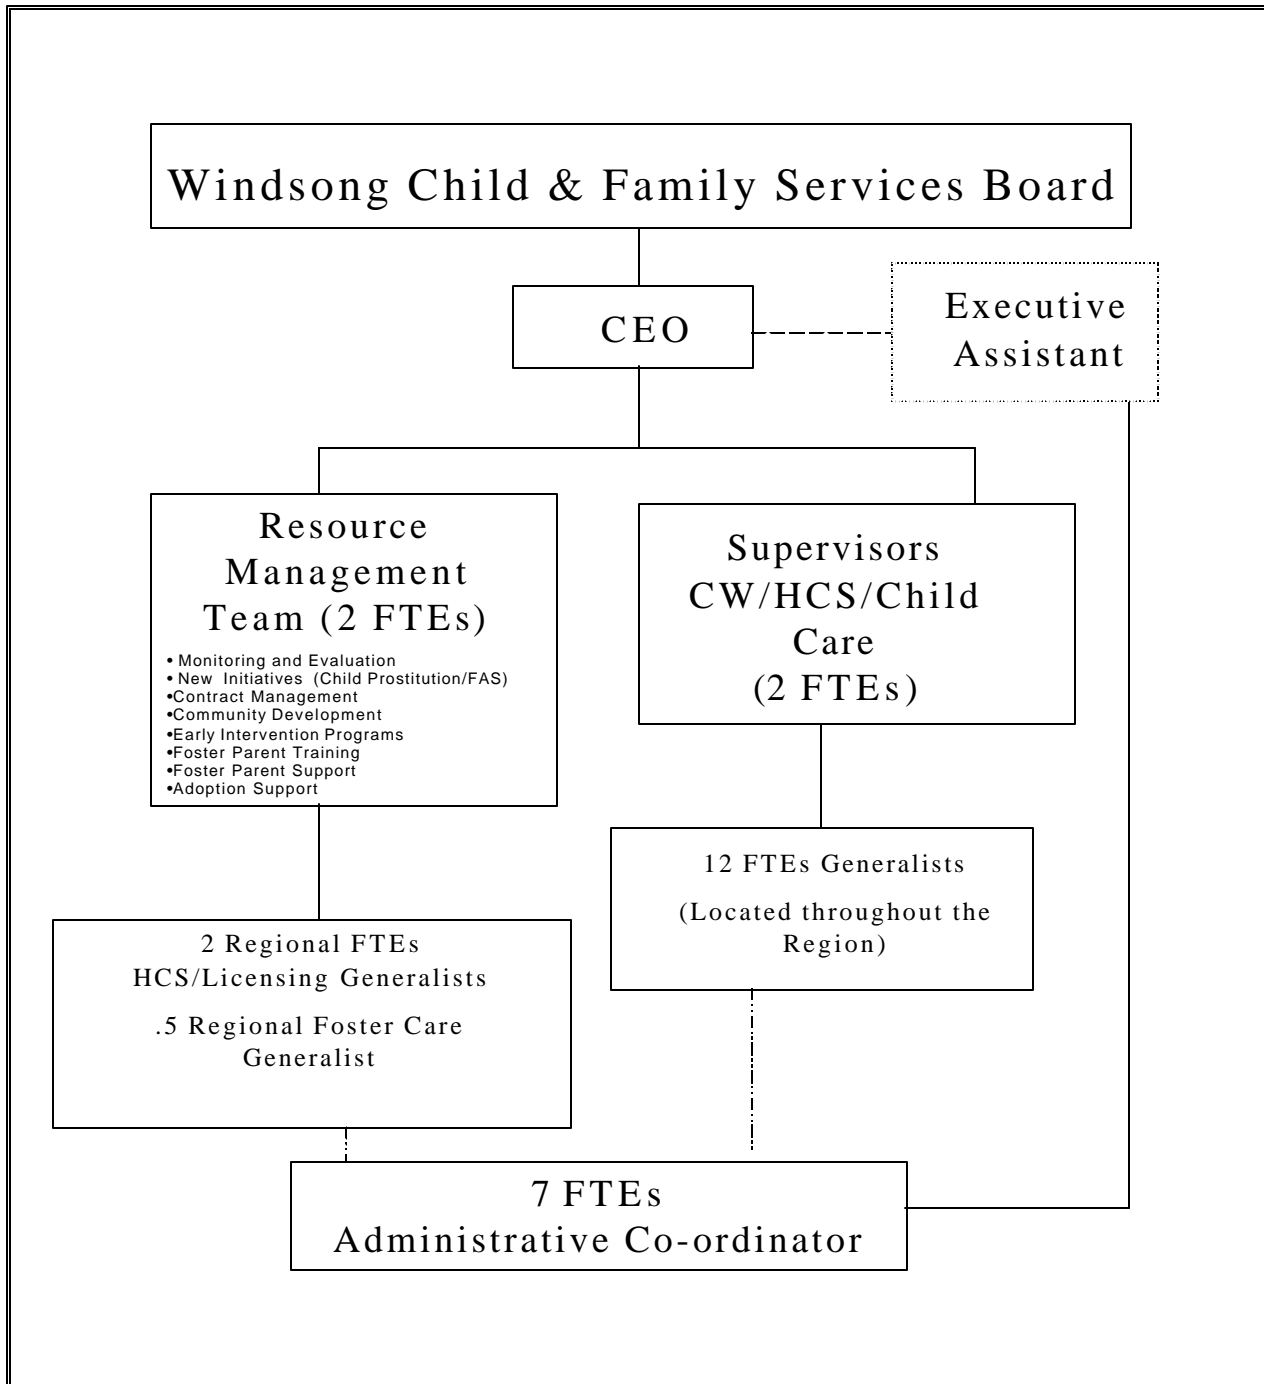 Windsong Child & Family Services Board
CEO
Executive
Assistant
Resource
Management
Team (2 FTEs)
• Monitoring and Evaluation
• New Initiatives (Child Prostitution/FAS)
•Contract Management
•Community Development
•Early Intervention Programs
•Foster Parent Training
•Foster Parent Support
•Adoption Support
Supervisors
CW/HCS/Child
Care
(2 FTEs)
12 FTEs Generalists
(Located throughout the
Region)
2 Regional FTEs
HCS/Licensing Generalists
.5 Regional Foster Care
Generalist
7 FTEs
Administrative Co-ordinator